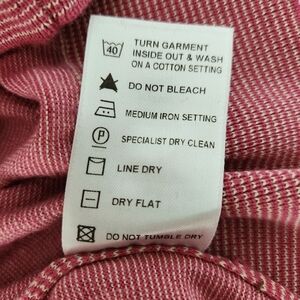 40 TURN GARMENT
INSIDE OUT & WASH
ON A COTTON SETTING
DO NOT BLEACH
MEDIUM IRON SETTING
P SPECIALIST DRY CLEAN
LINE DRY
DRY FLAT
DO NOT TUMBLE DRY